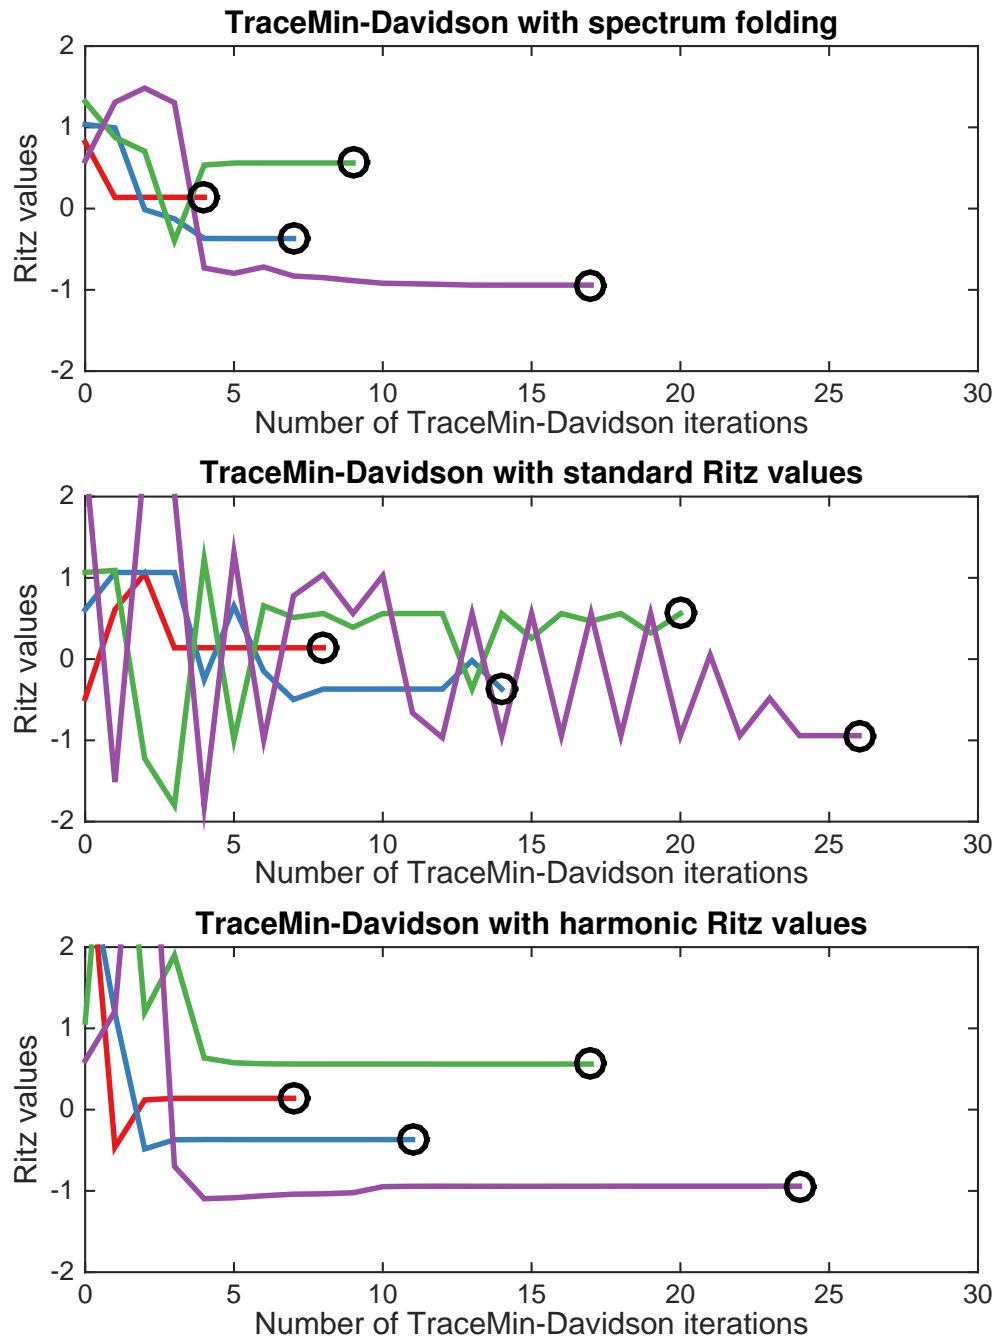 TraceMin-Davidson with spectrum folding
2
1
0
-1
-2
Ritz values
0 5 10 15 20 25 30
Number of TraceMin-Davidson iterations
TraceMin-Davidson with standard Ritz values
2
1
0
-1
-2
Ritz values
0 5 10 15 20 25 30
Number of TraceMin-Davidson iterations
TraceMin-Davidson with harmonic Ritz values
2
1
0
-1
-2
Ritz values
0 5 10 15 20 25 30
Number of TraceMin-Davidson iterations